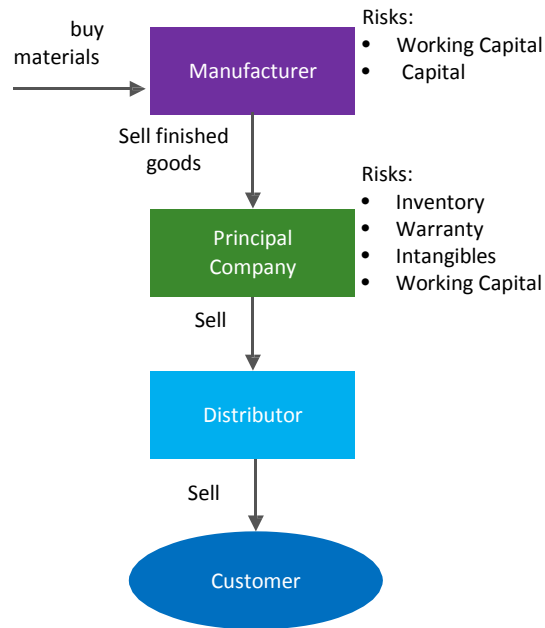 buy
materials
Manufacturer
Risks:
• Working Capital
• Capital
Sell finished
goods
Principal
Company
Risks:
• Inventory
• Warranty
• Intangibles
• Working Capital
Sell
Distributor
Sell
Customer